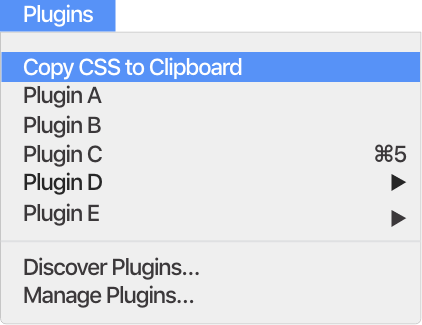 Plugins
Copy CSS to Clipboard
Plugin A
Plugin B
Plugin C ⌘5
Plugin D ▶
Plugin E ▶
Discover Plugins...
Manage Plugins...